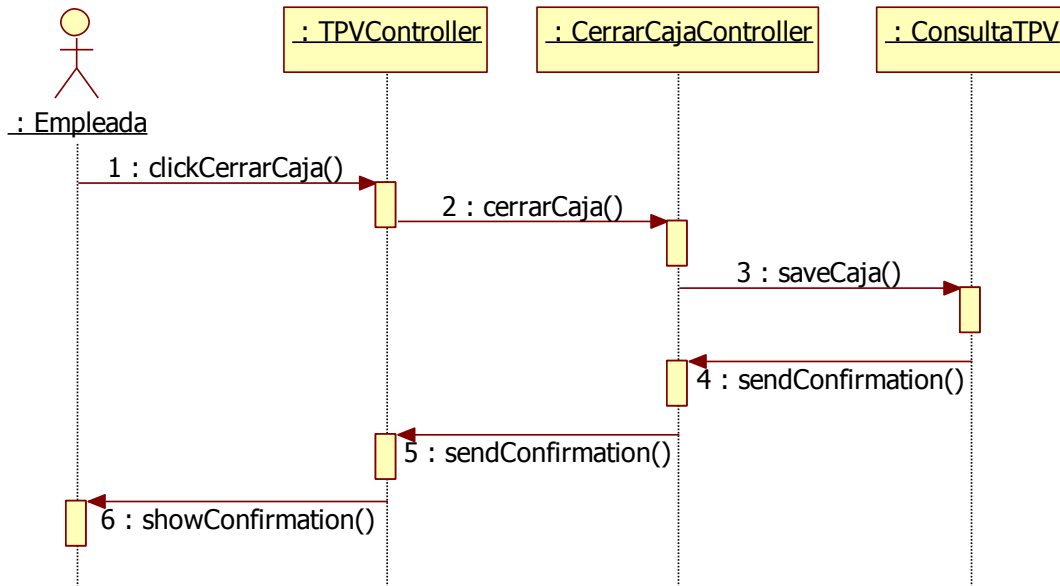 : TPVController
: CerrarCajaController
: ConsultaTPV
: Empleada
1 : clickCerrarCaja()
2 : cerrarCaja()
3 : saveCaja()
4 : sendConfirmation()
5 : sendConfirmation()
6 : showConfirmation()